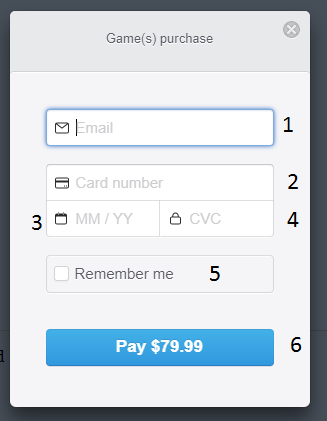 Game(s) purchase
Email 1
Card number 2
3 MM / YY CVC 4
Remember me 5
Pay $79.99 6